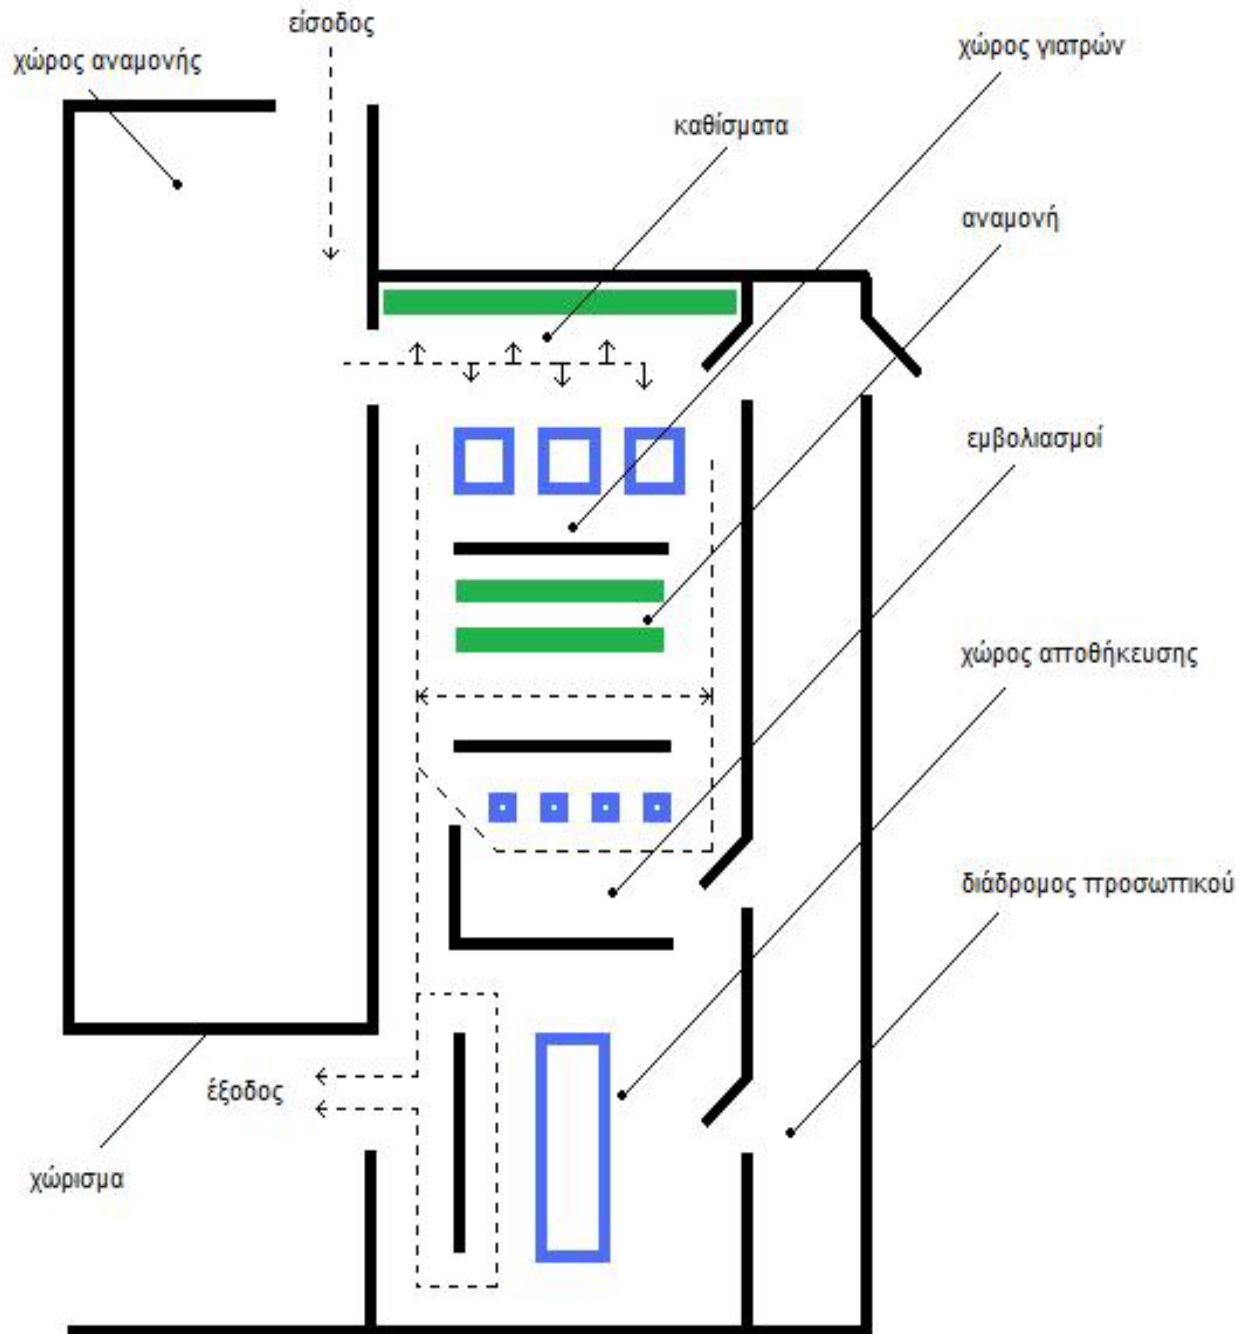 είσοδος
χώρος αναμονής
χώρος γιατρών
καθίσματα
αναμονή
εμβολιασμοί
χώρος αποθήκευσης
διάδρομος προσωπικού
έξοδος
χώρισμα